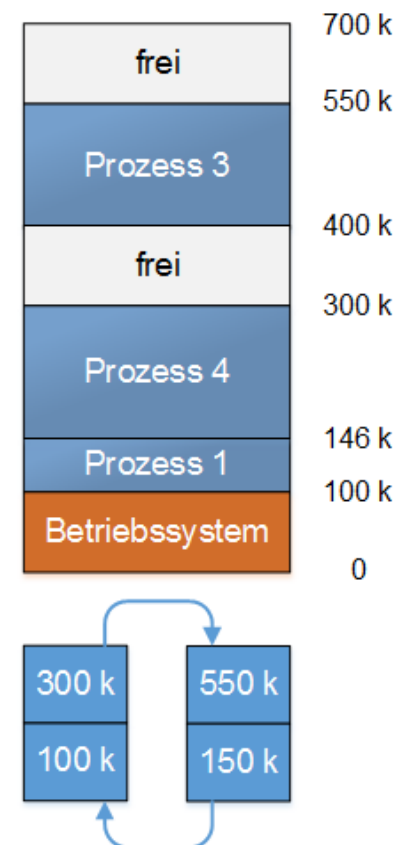 700 k
frei
550 k
Prozess 3
400 k
frei
300 k
Prozess 4
146 k
Prozess 1
100 k
Betriebssystem
0
300 k 550 k
100 k 150 k